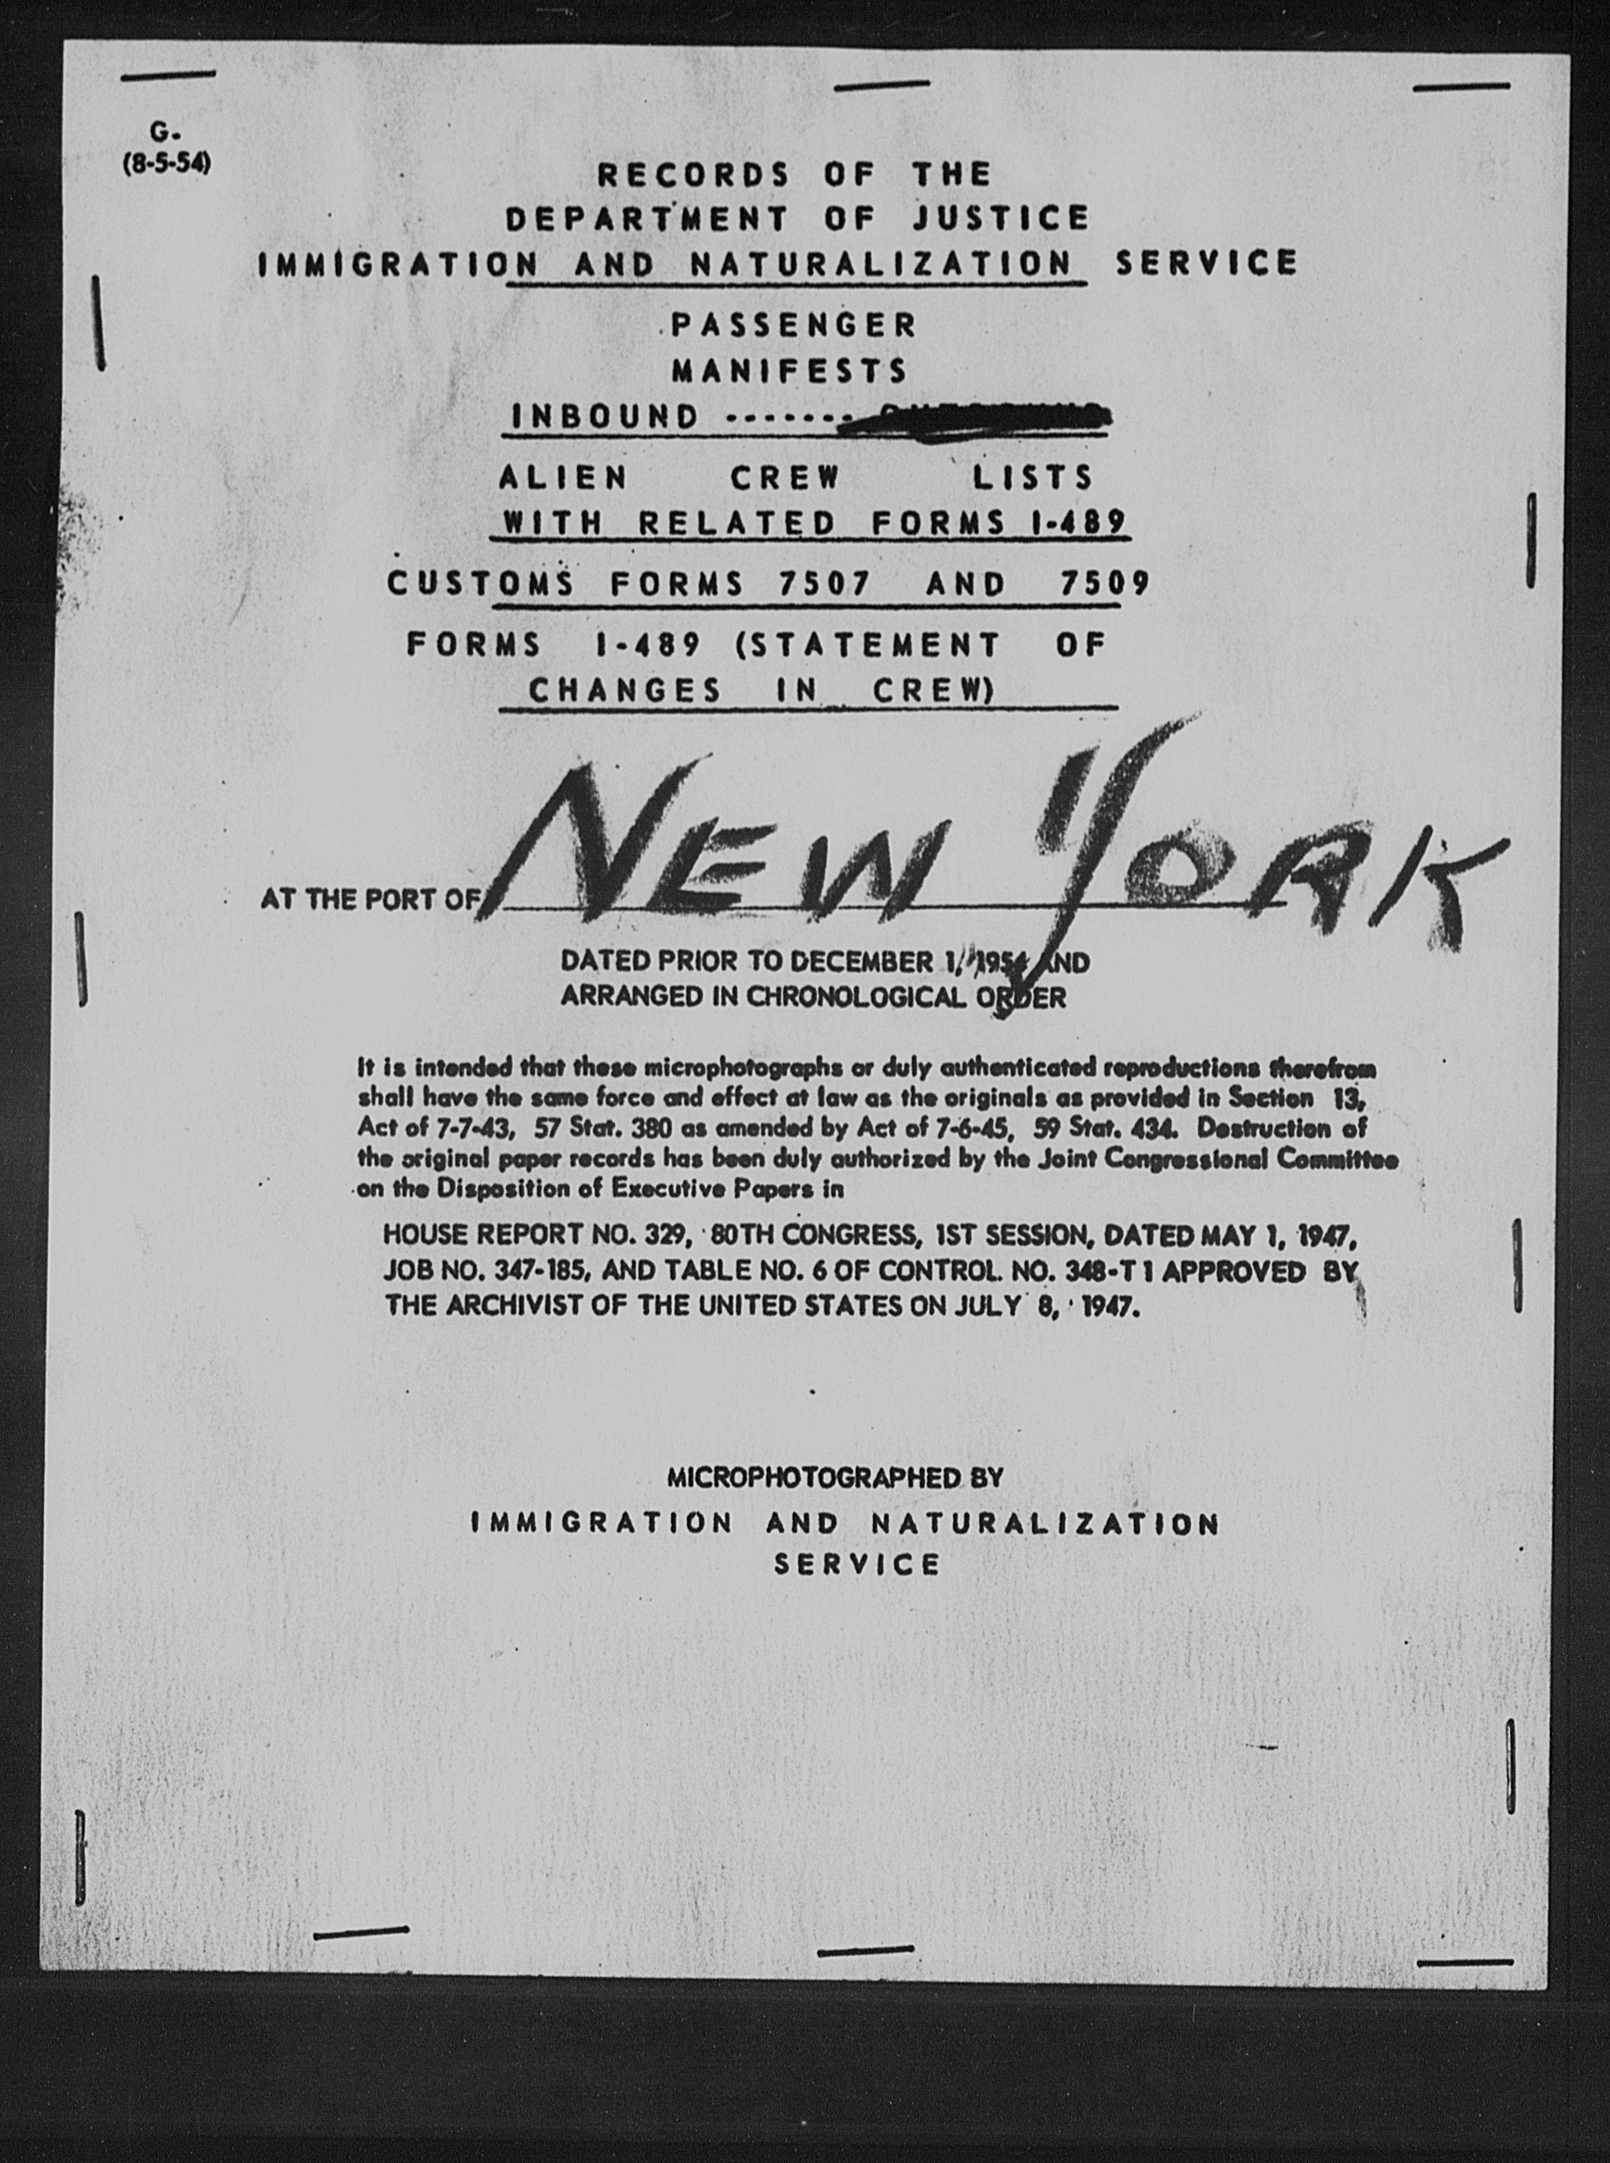 G-
(8-5-54)
RECORDS OF THE
DEPARTMENT OF JUSTICE
IMMIGRATION AND NATURALIZATION SERVICE
PASSENGER
MANIFESTS
INBOUND -------
ALIEN CREW LISTS
WITH RELATED FORMS I-489
CUSTOMS FORMS 7507 AND 7509
FORMS I-489 (STATEMENT OF
CHANGES IN CREW)
AT THE PORT OF NEW YORK
DATED PRIOR TO DECEMBER 1, 1954 AND
ARRANGED IN CHRONOLOGICAL ORDER
It is intended that these microphotographs or duly authenticated reproductions therefrom
shall have the same force and effect at law as the originals as provided in Section 13,
Act of 7-7-43, 57 Stat. 380 as amended by Act of 7-6-45, 59 Stat. 434. Destruction of
the original paper records has been duly authorized by the Joint Congressional Committee
on the Disposition of Executive Papers in
HOUSE REPORT NO. 329, 80TH CONGRESS, 1ST SESSION, DATED MAY 1, 1947,
JOB NO. 347-185, AND TABLE NO. 6 OF CONTROL NO. 348-T1 APPROVED BY
THE ARCHIVIST OF THE UNITED STATES ON JULY 8, 1947.
MICROPHOTOGRAPHED BY
IMMIGRATION AND NATURALIZATION
SERVICE